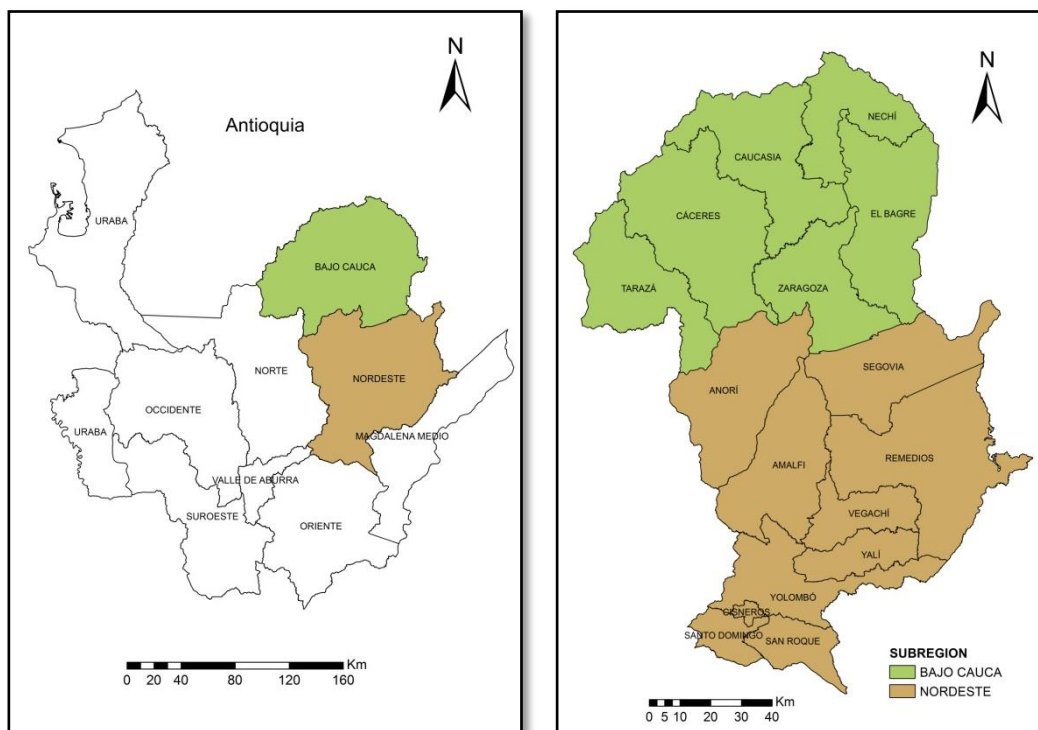 N
Antioquia
URABA
BAJO CAUCA
NORTE
NORDESTE
OCCIDENTE
URABA
MAGDALENA MEDIO
VALLE DE ABURRA
SUROESTE
ORIENTE
Km
0 20 40 80 120 160
N
NECHÍ
CAUCASIA
CÁCERES
EL BAGRE
TARAZÁ
ZARAGOZA
SEGOVIA
ANORÍ
AMALFI
REMEDIOS
VEGACHÍ
YALÍ
YOLOMBÓ
CISNEROS
SANTO DOMINGO
SAN ROQUE
SUBREGION
BAJO CAUCA
NORDESTE
Km
0 5 10 20 30 40